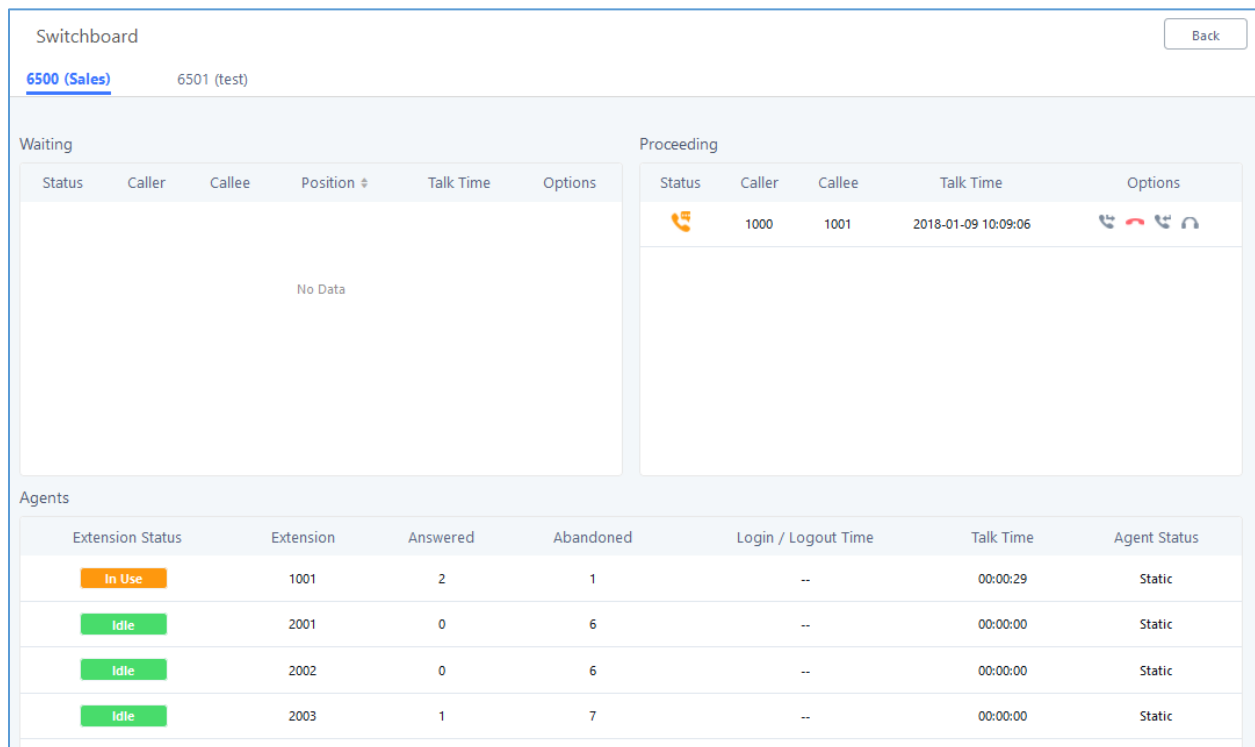 Switchboard
Back
6500 (Sales) 6501 (test)
Waiting
Status Caller Callee Position Talk Time Options
No Data
Proceeding
Status Caller Callee Talk Time Options
1000 1001 2018-01-09 10:09:06
Agents
Extension Status Extension Answered Abandoned Login / Logout Time Talk Time Agent Status
In Use 1001 2 1 -- 00:00:29 Static
Idle 2001 0 6 -- 00:00:00 Static
Idle 2002 0 6 -- 00:00:00 Static
Idle 2003 1 7 -- 00:00:00 Static